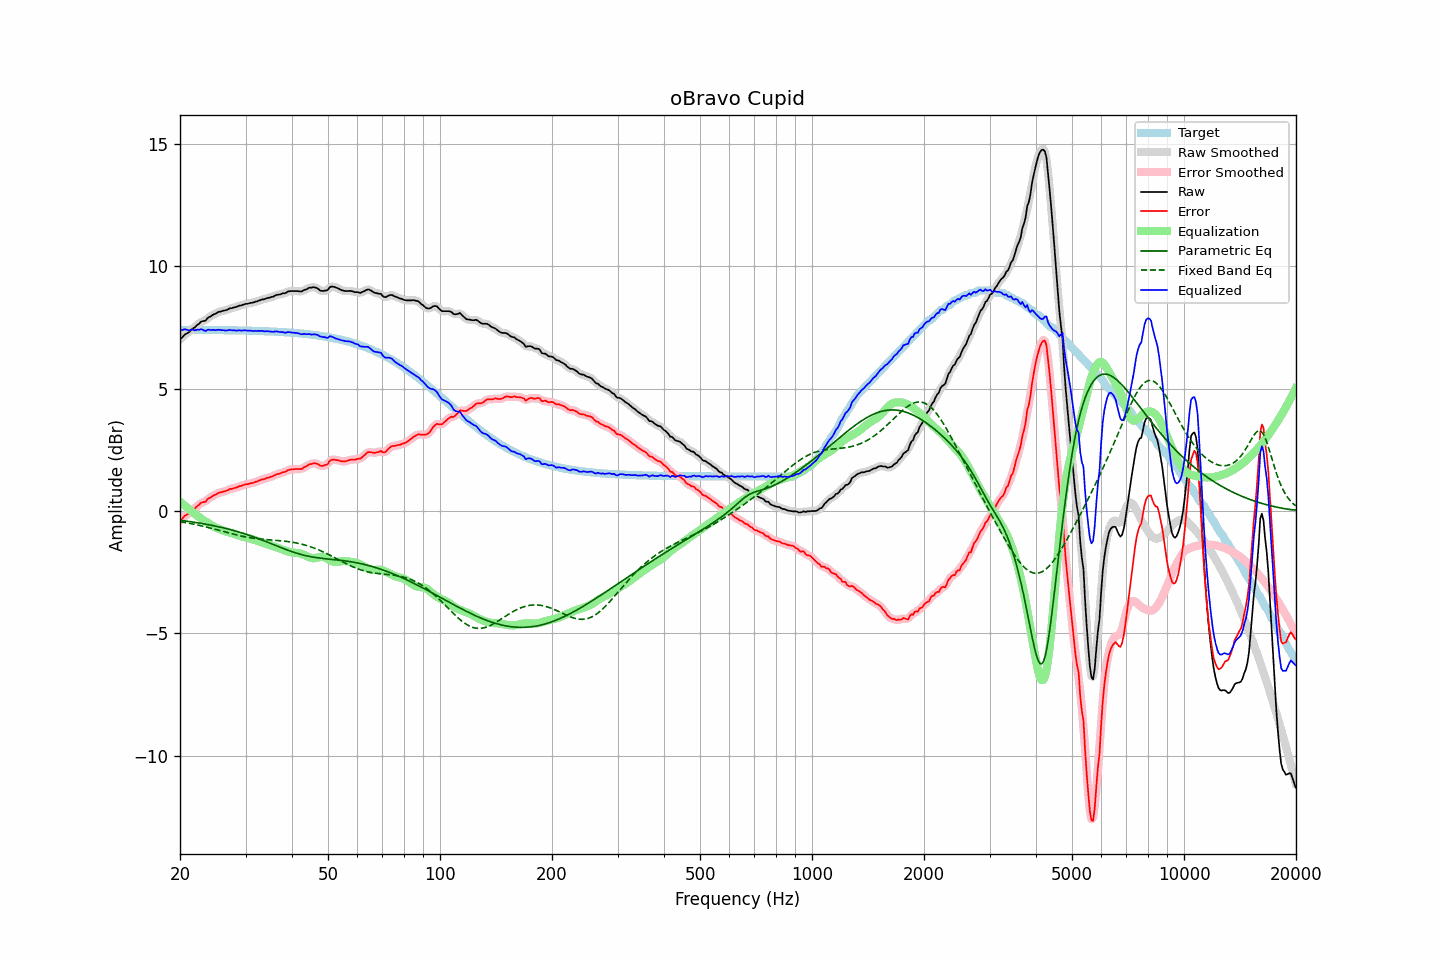 oBravo Cupid
Target
Raw Smoothed
Error Smoothed
Raw
Error
Equalization
Parametric Eq
Fixed Band Eq
Equalized
15
10
5
0
−5
−10
Amplitude (dBr)
20 50 100 200 500 1000 2000 5000 10000 20000
Frequency (Hz)